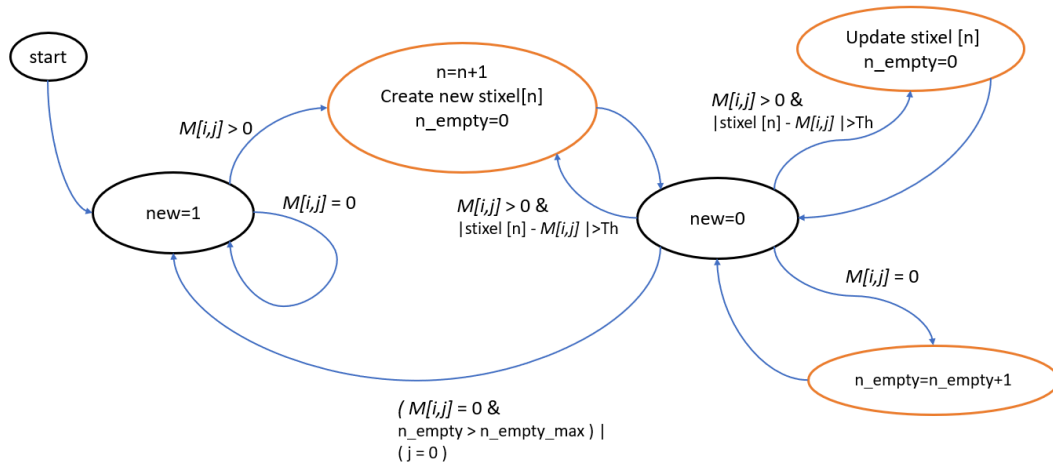 start
n=n+1
Create new stixel[n]
n_empty=0
Update stixel [n]
n_empty=0
M[i,j] > 0
M[i,j] > 0 &
|stixel [n] - M[i,j] |>Th
new=1
M[i,j] = 0
M[i,j] > 0 &
|stixel [n] - M[i,j] |>Th
new=0
M[i,j] = 0
n_empty=n_empty+1
( M[i,j] = 0 &
n_empty > n_empty_max ) |
( j = 0 )